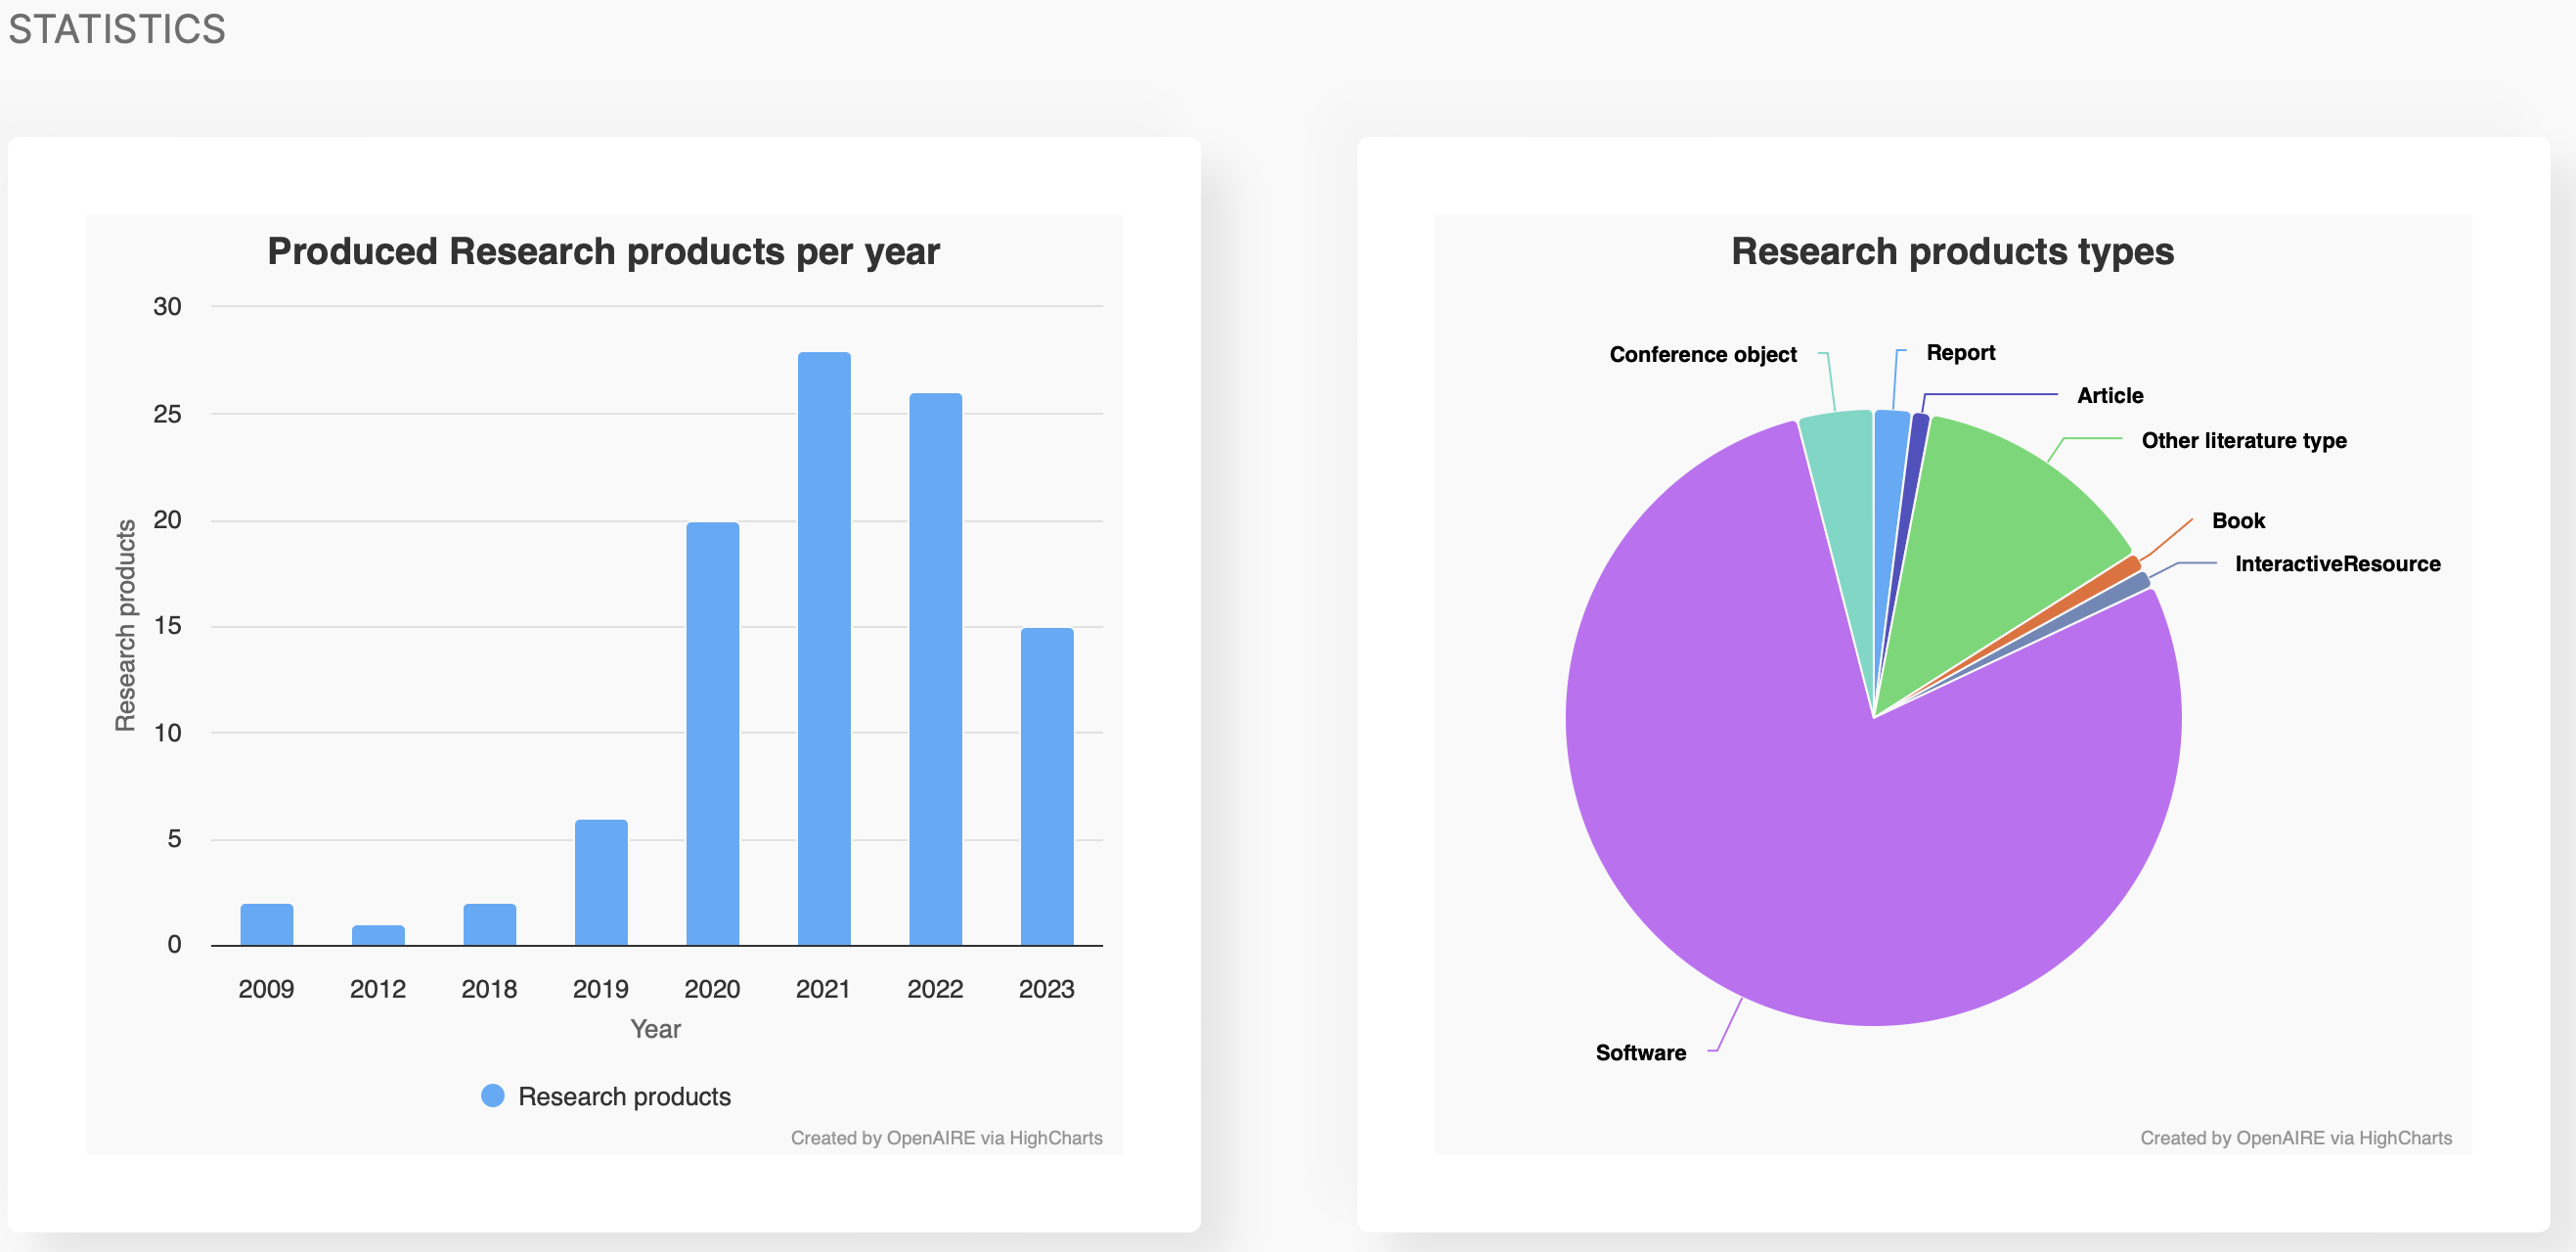 STATISTICS
Produced Research products per year
30
25
20
15
10
5
0
Research products
2009 2012 2018 2019 2020 2021 2022 2023
Year
Research products
Created by OpenAIRE via HighCharts
Research products types
Conference object
Report
Article
Other literature type
Book
InteractiveResource
Software
Created by OpenAIRE via HighCharts